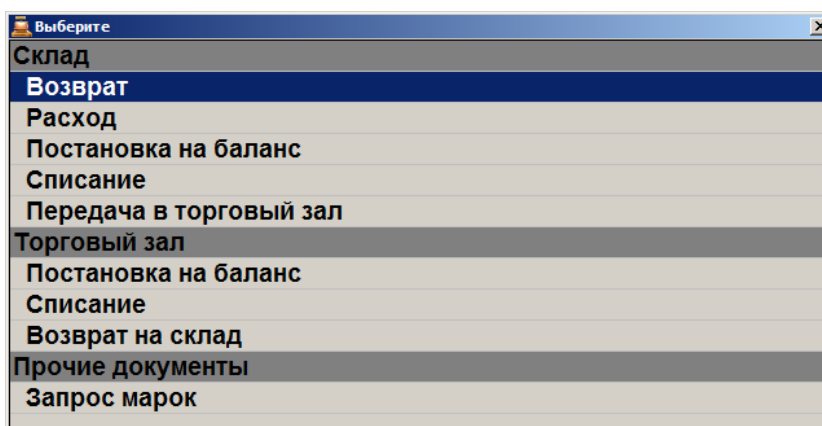 Выберите
Склад
Возврат
Расход
Постановка на баланс
Списание
Передача в торговый зал
Торговый зал
Постановка на баланс
Списание
Возврат на склад
Прочие документы
Запрос марок